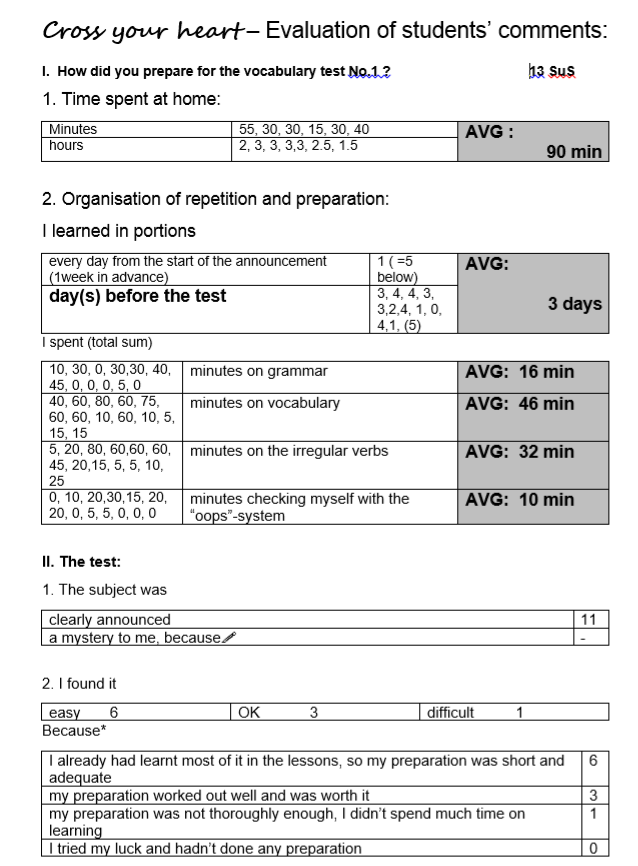 Cross your heart – Evaluation of students' comments:
I. How did you prepare for the vocabulary test No.1 ? 13 SuS
1. Time spent at home:
Minutes 55, 30, 30, 15, 30, 40 AVG :
hours 2, 3, 3, 3,3, 2.5, 1.5 90 min
2. Organisation of repetition and preparation:
I learned in portions
every day from the start of the announcement 1 ( =5 AVG:
(1week in advance) below)
day(s) before the test 3, 4, 4, 3, 3 days
3,2,4, 1, 0,
4,1, (5)
I spent (total sum)
10, 30, 0, 30,30, 40, minutes on grammar AVG: 16 min
45, 0, 0, 0, 5, 0
40, 60, 80, 60, 75, minutes on vocabulary AVG: 46 min
60, 60, 10, 60, 10, 5,
15, 15
5, 20, 80, 60,60, 60, minutes on the irregular verbs AVG: 32 min
45, 20,15, 5, 5, 10,
25
0, 10, 20,30,15, 20, minutes checking myself with the AVG: 10 min
20, 0, 5, 5, 0, 0, 0 "oops"-system
II. The test:
1. The subject was
clearly announced 11
a mystery to me, because -
2. I found it
easy 6 OK 3 difficult 1
Because*
I already had learnt most of it in the lessons, so my preparation was short and 6
adequate
my preparation worked out well and was worth it 3
my preparation was not thoroughly enough, I didn't spend much time on 1
learning
I tried my luck and hadn't done any preparation 0